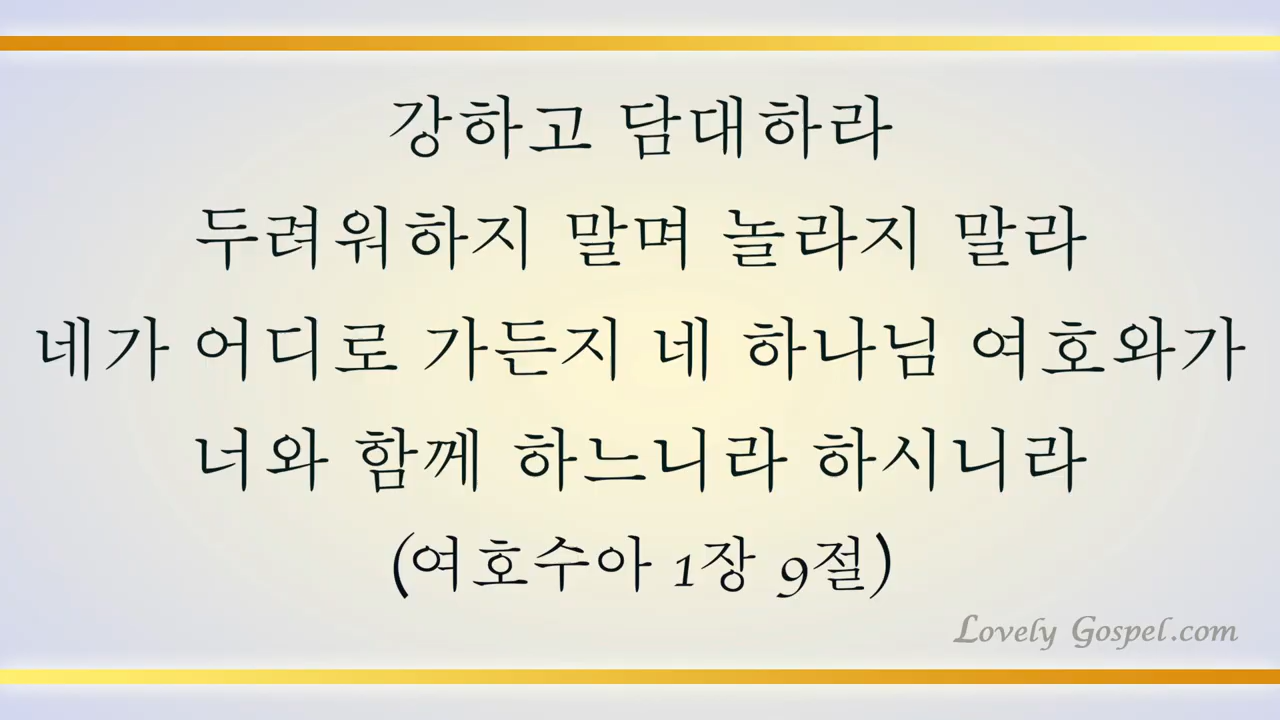 강하고 담대하라
두려워하지 말며 놀라지 말라
네가 어디로 가든지 네 하나님 여호와가
너와 함께 하느니라 하시니라
(여호수아 1장 9절)
Lovely Gospel.com